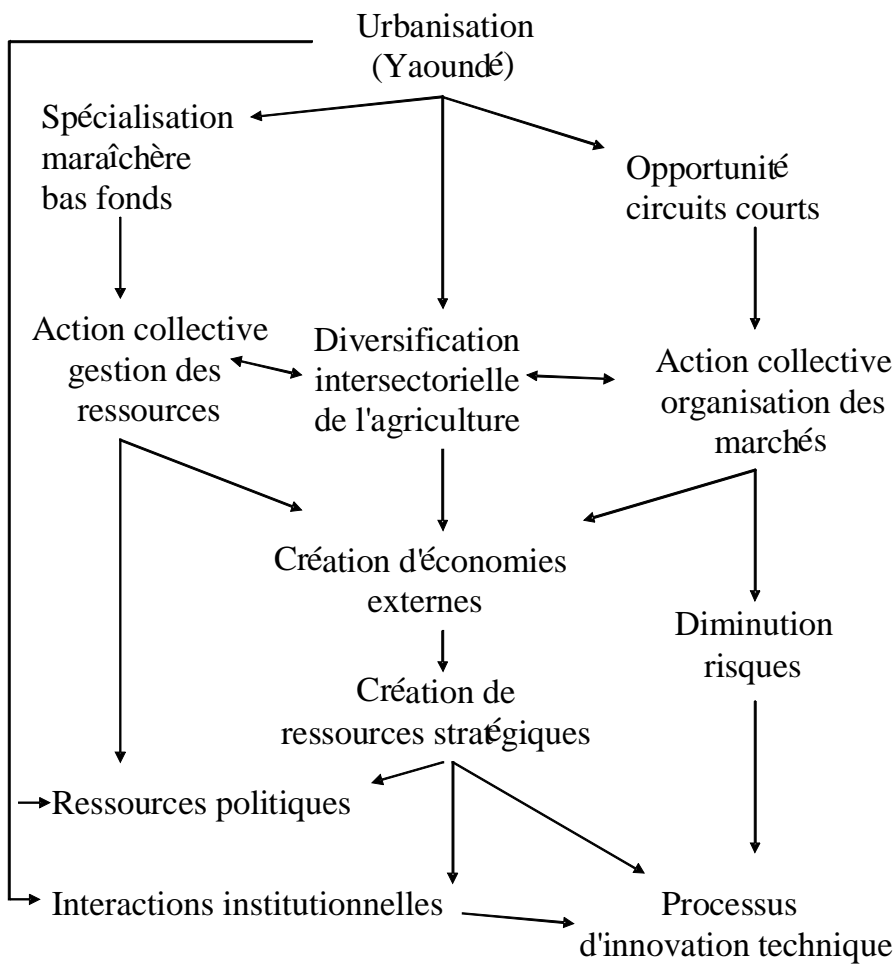 Urbanisation
(Yaoundé)
Spécialisation
maraîchère
bas fonds
Opportunité
circuits courts
Action collective
gestion des
ressources
Diversification
intersectorielle
de l'agriculture
Action collective
organisation des
marchés
Création d'économies
externes
Diminution
risques
Création de
ressources stratégiques
Ressources politiques
Interactions institutionnelles
Processus
d'innovation technique